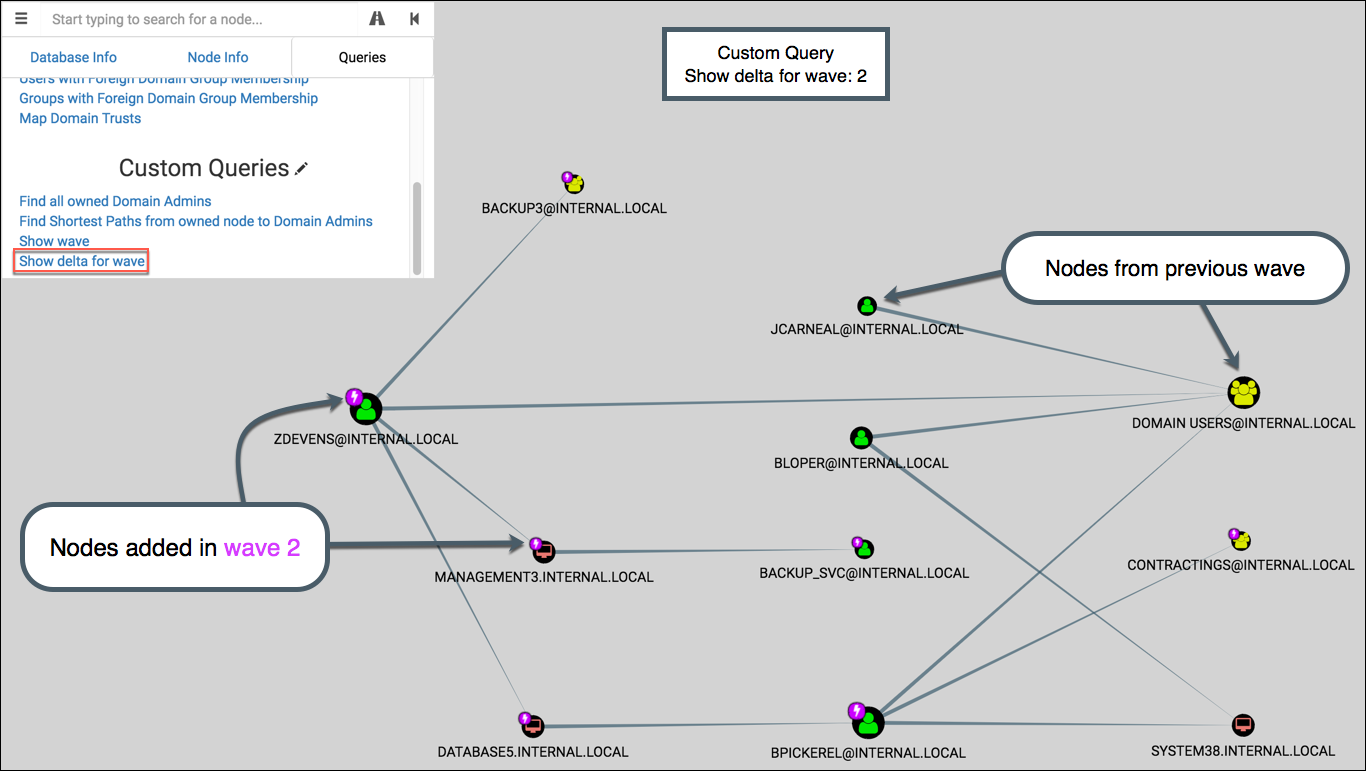 Start typing to search for a node...
Database Info
Node Info
Queries
Users with Foreign Domain Group Membership
Groups with Foreign Domain Group Membership
Map Domain Trusts
Custom Queries
Find all owned Domain Admins
Find Shortest Paths from owned node to Domain Admins
Show wave
Show delta for wave
Custom Query
Show delta for wave: 2
BACKUP3@INTERNAL.LOCAL
Nodes from previous wave
JCARNEAL@INTERNAL.LOCAL
ZDEVENS@INTERNAL.LOCAL
DOMAIN USERS@INTERNAL.LOCAL
BLOPER@INTERNAL.LOCAL
Nodes added in wave 2
MANAGEMENT3.INTERNAL.LOCAL
BACKUP_SVC@INTERNAL.LOCAL
CONTRACTINGS@INTERNAL.LOCAL
DATABASE5.INTERNAL.LOCAL
BPICKEREL@INTERNAL.LOCAL
SYSTEM38.INTERNAL.LOCAL